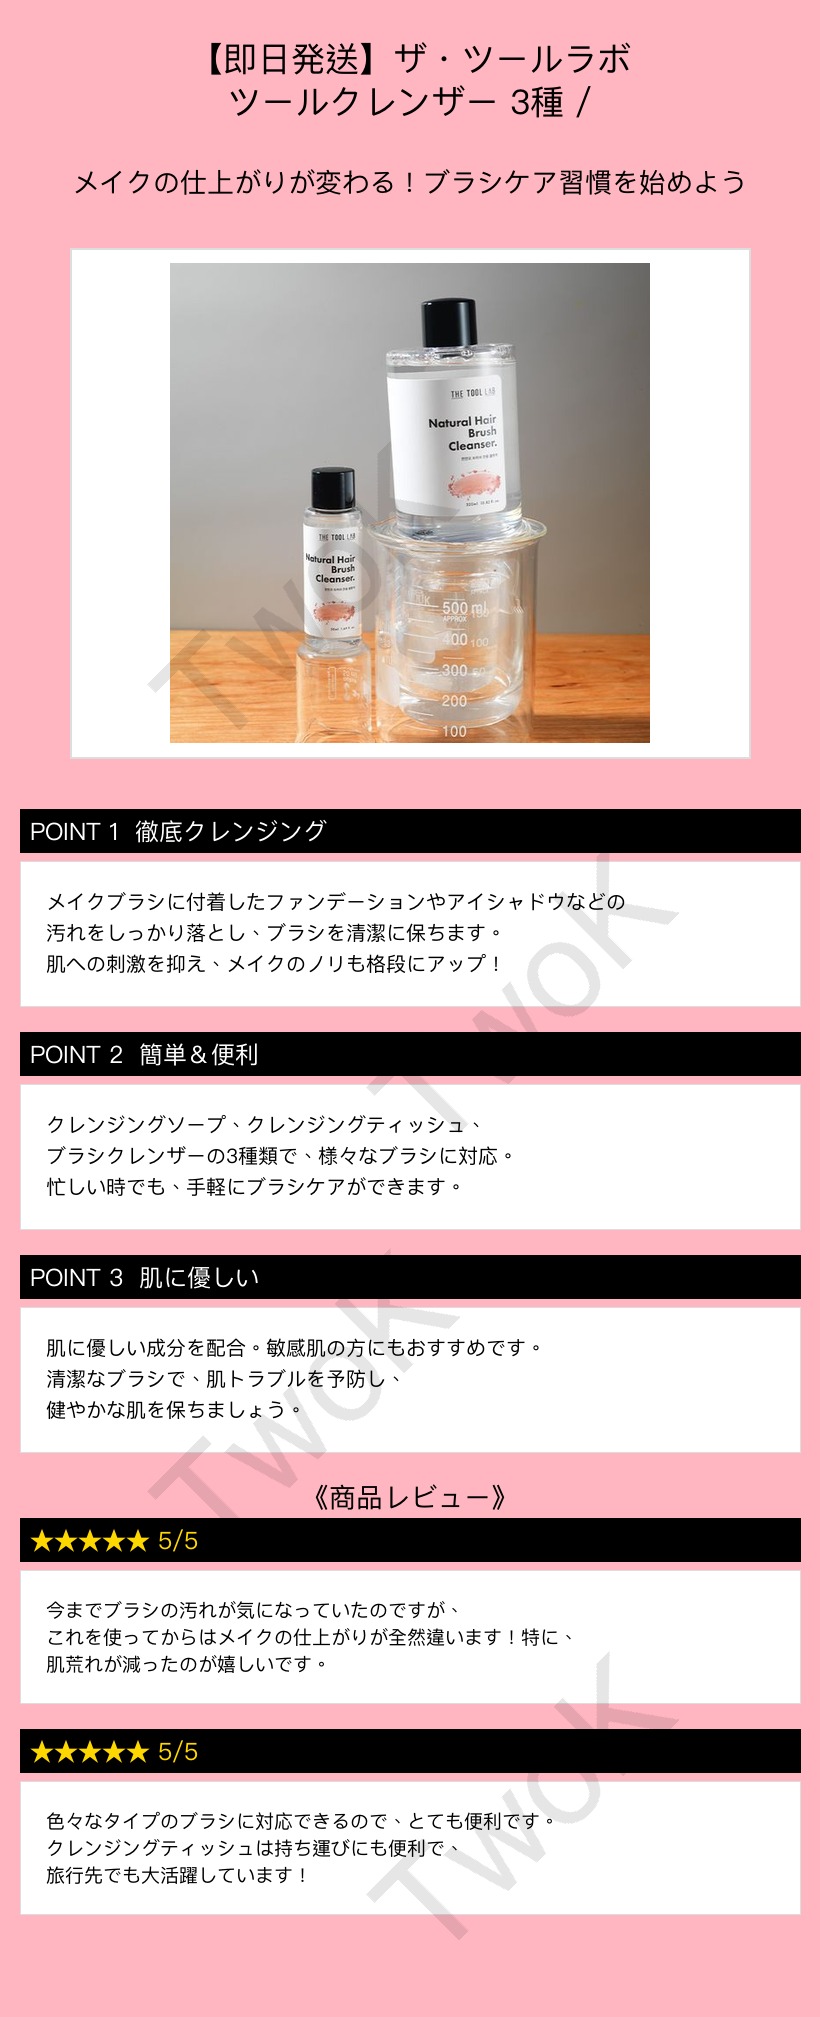 【即日発送】ザ・ツールラボ
ツールクレンザー 3種 /
メイクの仕上がりが変わる！ブラシケア習慣を始めよう
THE TOOL LAB
Natural Hair
Brush
Cleanser.
THE TOOL LAB
Natural Hair
Brush
Cleanser.
500 ml
APPROX
400
100
300
200
100
TwoK
POINT 1 徹底クレンジング
メイクブラシに付着したファンデーションやアイシャドウなどの
汚れをしっかり落とし、ブラシを清潔に保ちます。
肌への刺激を抑え、メイクのノリも格段にアップ！
TwoK
POINT 2 簡単＆便利
クレンジングソープ、クレンジングティッシュ、
ブラシクレンザーの3種類で、様々なブラシに対応。
忙しい時でも、手軽にブラシケアができます。
POINT 3 肌に優しい
肌に優しい成分を配合。敏感肌の方にもおすすめです。
清潔なブラシで、肌トラブルを予防し、
健やかな肌を保ちましょう。
TwoK
《商品レビュー》
★★★★★ 5/5
今までブラシの汚れが気になっていたのですが、
これを使ってからはメイクの仕上がりが全然違います！特に、
肌荒れが減ったのが嬉しいです。
★★★★★ 5/5
色々なタイプのブラシに対応できるので、とても便利です。
クレンジングティッシュは持ち運びにも便利で、
旅行先でも大活躍しています！
TwoK